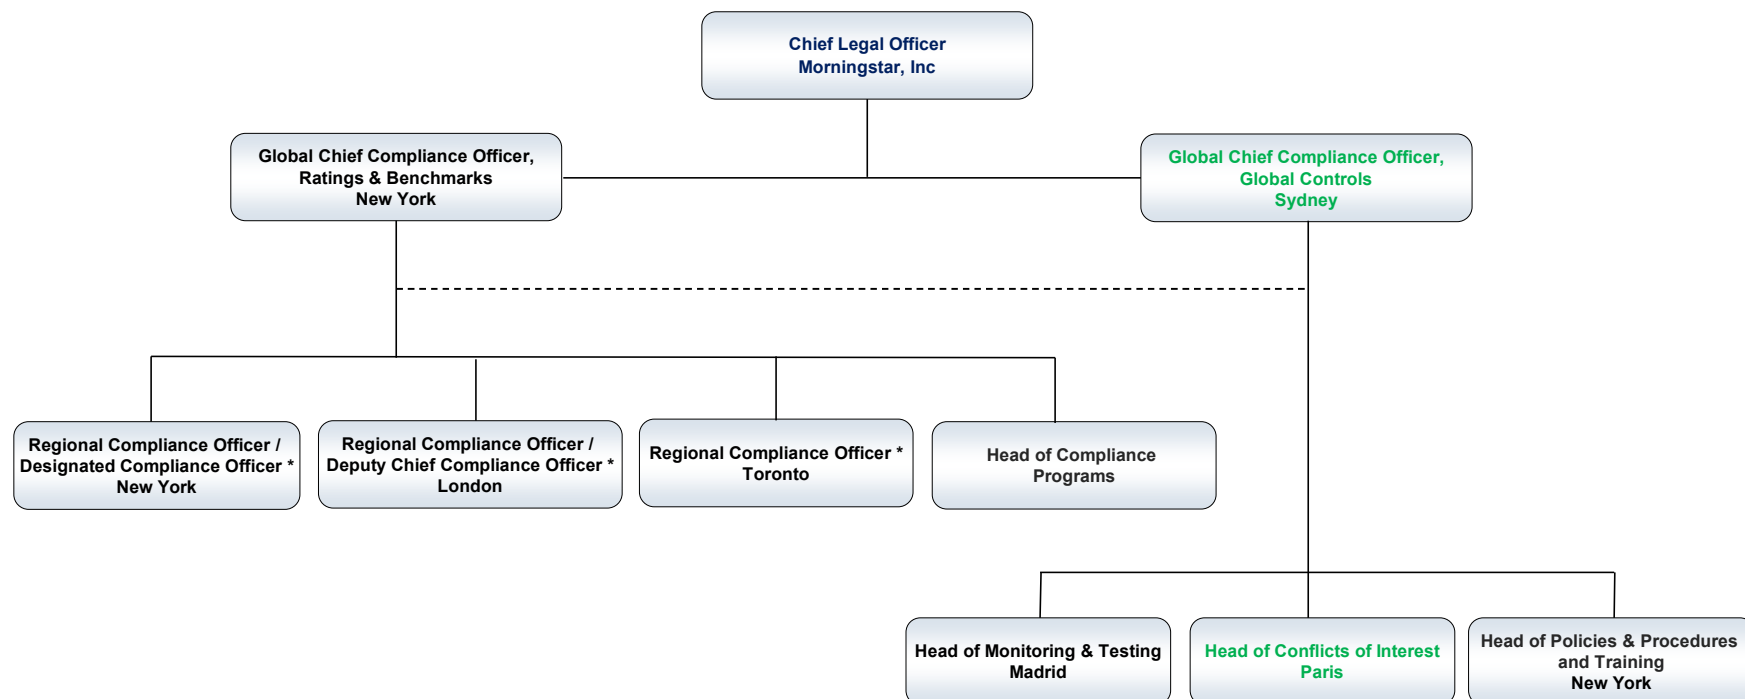 Chief Legal Officer
Morningstar, Inc
Global Chief Compliance Officer,
Ratings & Benchmarks
New York
Global Chief Compliance Officer,
Global Controls
Sydney
Regional Compliance Officer /
Designated Compliance Officer *
New York
Regional Compliance Officer /
Deputy Chief Compliance Officer *
London
Regional Compliance Officer *
Toronto
Head of Compliance
Programs
Head of Monitoring & Testing
Madrid
Head of Conflicts of Interest
Paris
Head of Policies & Procedures
and Training
New York